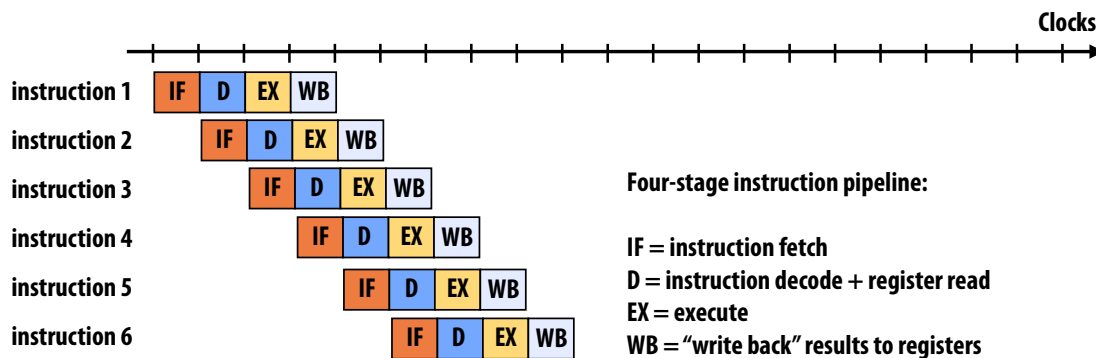 Clocks
instruction 1 IF D EX WB
instruction 2 IF D EX WB
instruction 3 IF D EX WB
instruction 4 IF D EX WB
instruction 5 IF D EX WB
instruction 6 IF D EX WB
Four-stage instruction pipeline:
IF = instruction fetch
D = instruction decode + register read
EX = execute
WB = “write back” results to registers